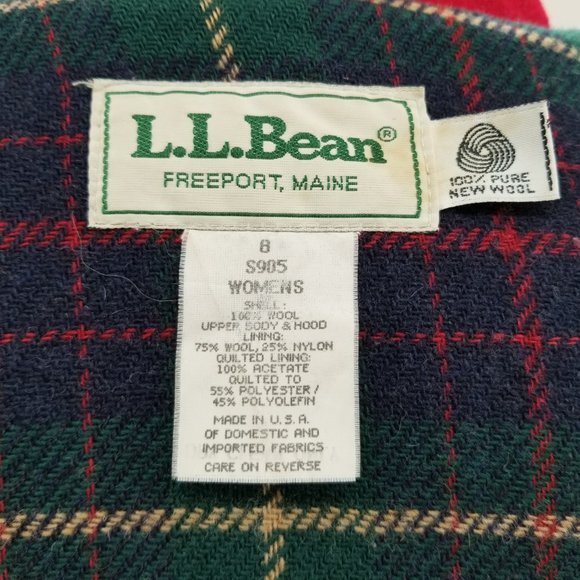 L.L.Bean®
FREEPORT, MAINE
100% PURE
NEW WOOL
8
S905
WOMENS
SHELL:
100% WOOL
UPPER BODY & HOOD
LINING:
75% WOOL, 25% NYLON
QUILTED LINING:
100% ACETATE
QUILTED TO
55% POLYESTER/
45% POLYOLEFIN
MADE IN U.S.A.
OF DOMESTIC AND
IMPORTED FABRICS
CARE ON REVERSE